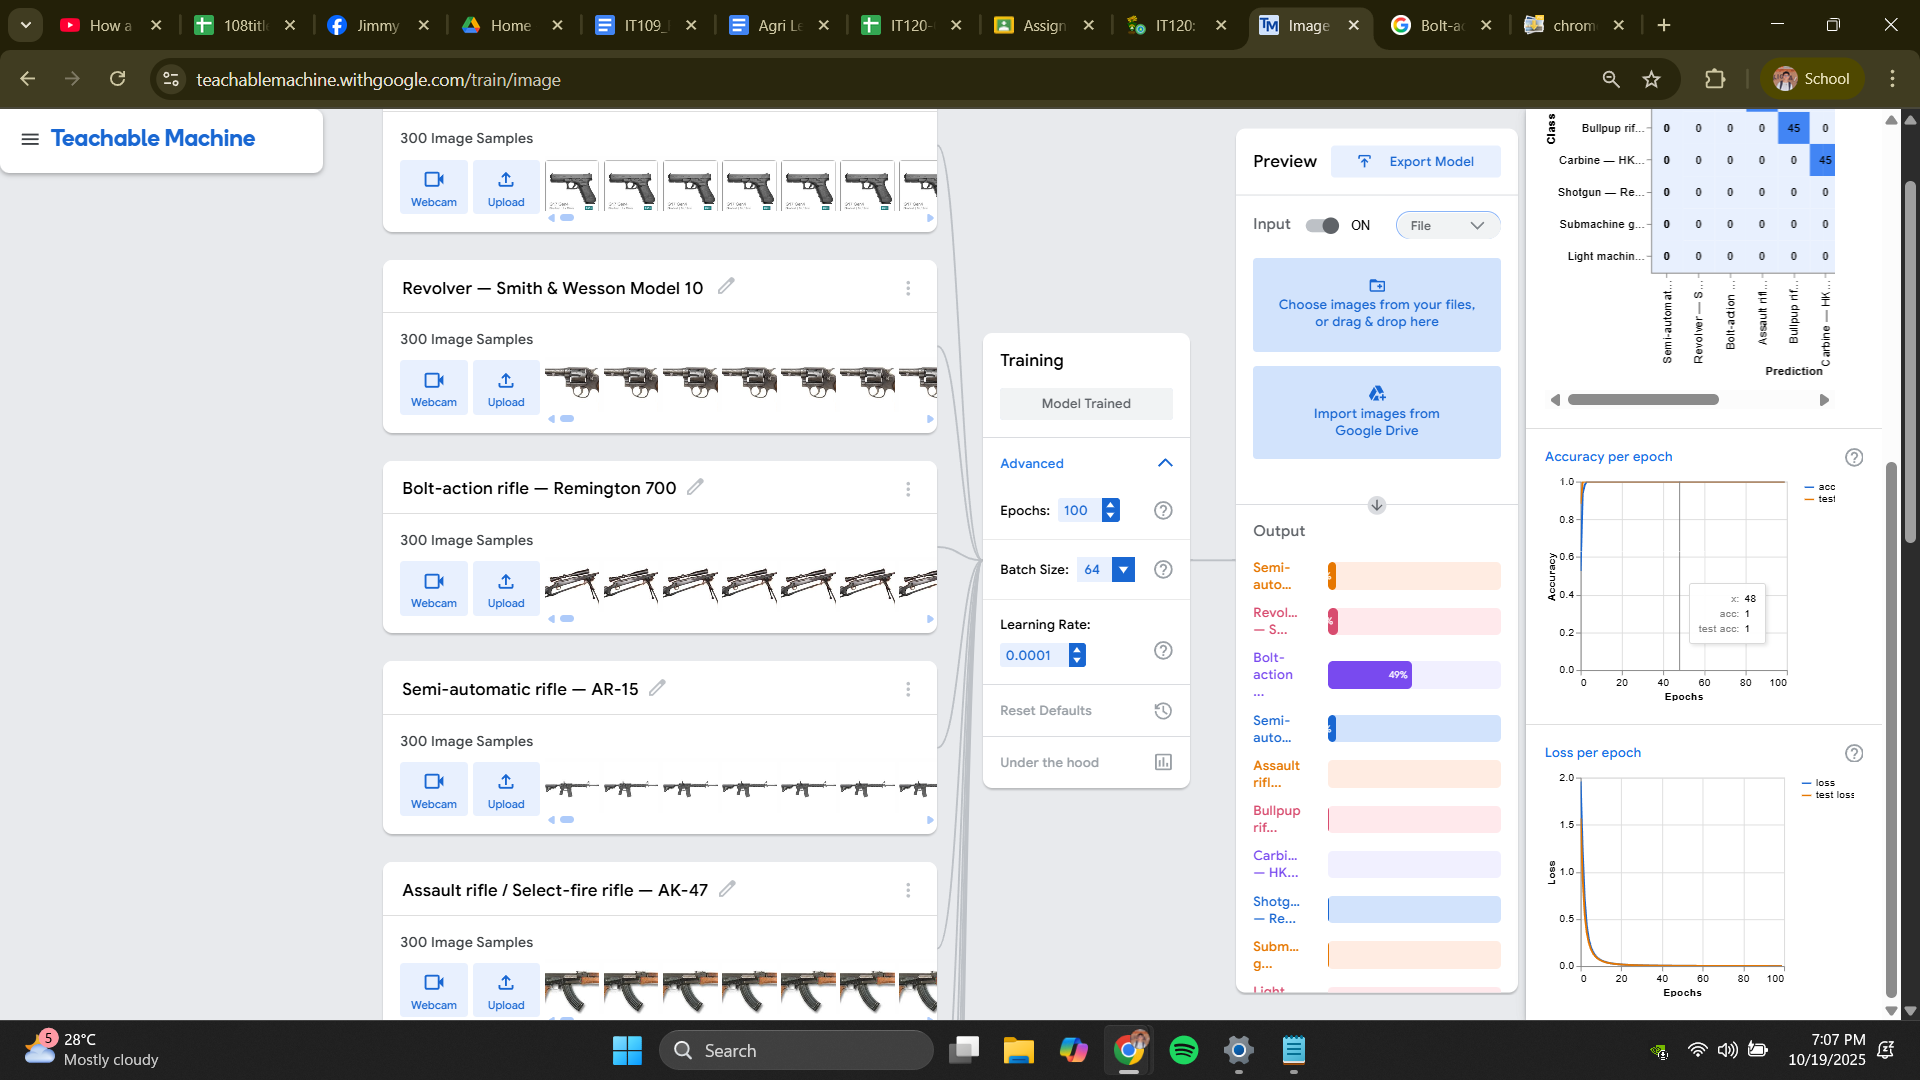 How a
108title
Jimmy
Home
IT109_
Agri Le
IT120-
Assign
IT120:
Image
Bolt-ac
chrom
teachablemachine.withgoogle.com/train/image
School
Teachable Machine
300 Image Samples
Webcam
Upload
Revolver — Smith & Wesson Model 10
300 Image Samples
Webcam
Upload
Bolt-action rifle — Remington 700
300 Image Samples
Webcam
Upload
Semi-automatic rifle — AR-15
300 Image Samples
Webcam
Upload
Assault rifle / Select-fire rifle — AK-47
300 Image Samples
Webcam
Upload
Training
Model Trained
Advanced
Epochs: 100
Batch Size: 64
Learning Rate:
0.0001
Reset Defaults
Under the hood
Preview
Export Model
Input
ON
File
Choose images from your files,
or drag & drop here
Import images from
Google Drive
Output
Semi-
auto...
Revol...
— S...
Bolt-
action
...
49%
Semi-
auto...
Assault
rifl...
Bullpup
rif...
Carbi...
— HK...
Shotg...
— Re...
Subm...
g...
Light
Class
Bullpup rif... 0 0 0 0 45 0
Carbine — HK... 0 0 0 0 0 45
Shotgun — Re... 0 0 0 0 0 0
Submachine g... 0 0 0 0 0 0
Light machin... 0 0 0 0 0 0
Semi-automat...
Revolver — S...
Bolt-action ...
Assault rifl...
Bullpup rif...
Carbine — HK...
Prediction
Accuracy per epoch
1.0
0.8
0.6
0.4
0.2
0.0
Accuracy
0 20 40 60 80 100
Epochs
acc
test
x: 48
acc: 1
test acc: 1
Loss per epoch
2.0
1.5
1.0
0.5
0.0
Loss
0 20 40 60 80 100
Epochs
loss
test loss
5
28°C
Mostly cloudy
Search
7:07 PM
10/19/2025